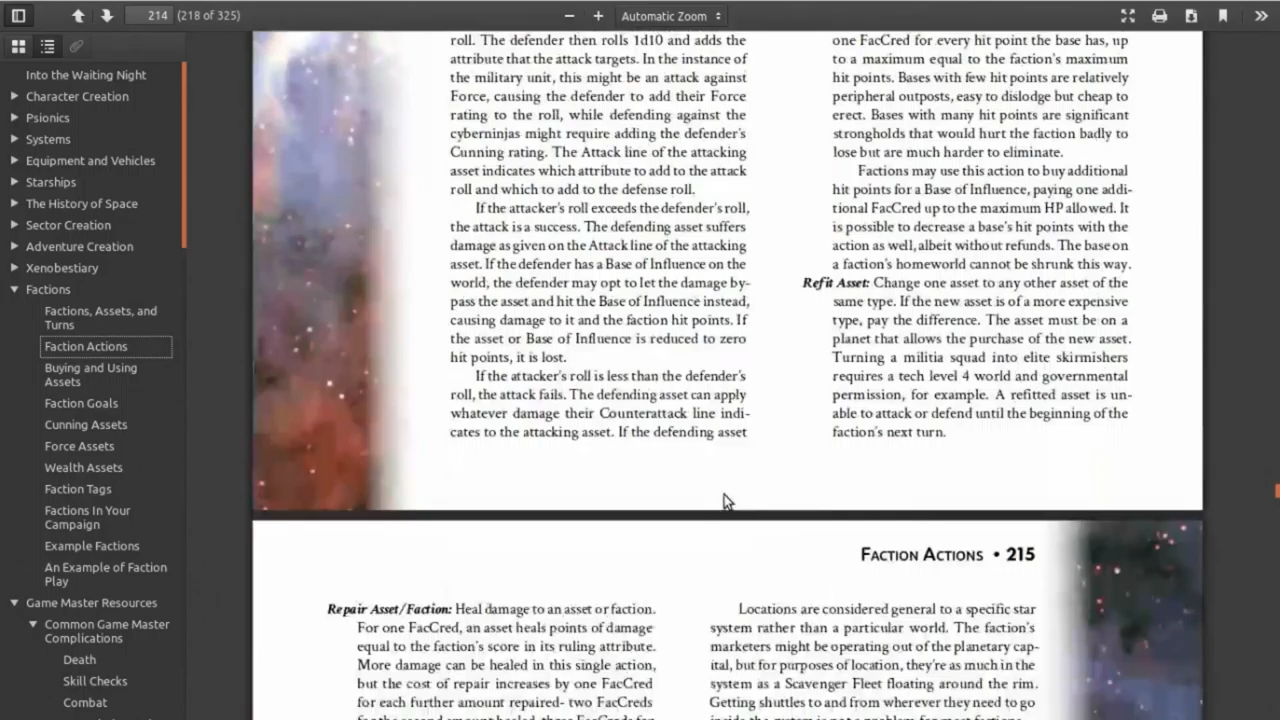 214 (218 of 325)
Automatic Zoom
Into the Waiting Night
Character Creation
Psionics
Systems
Equipment and Vehicles
Starships
The History of Space
Sector Creation
Adventure Creation
Xenobestiary
Factions
Factions, Assets, and
Turns
Faction Actions
Buying and Using
Assets
Faction Goals
Cunning Assets
Force Assets
Wealth Assets
Faction Tags
Factions In Your
Campaign
Example Factions
An Example of Faction
Play
Game Master Resources
Common Game Master
Complications
Death
Skill Checks
Combat
roll. The defender then rolls 1d10 and adds the
attribute that the attack targets. In the instance of
the military unit, this might be an attack against
Force, causing the defender to add their Force
rating to the roll, while defending against the
cyberninjas might require adding the defender's
Cunning rating. The Attack line of the attacking
asset indicates which attribute to add to the attack
roll and which to add to the defense roll.
If the attacker's roll exceeds the defender's roll,
the attack is a success. The defending asset suffers
damage as given on the Attack line of the attacking
asset. If the defender has a Base of Influence on the
world, the defender may opt to let the damage by-
pass the asset and hit the Base of Influence instead,
causing damage to it and the faction hit points. If
the asset or Base of Influence is reduced to zero
hit points, it is lost.
If the attacker's roll is less than the defender's
roll, the attack fails. The defending asset can apply
whatever damage their Counterattack line indi-
cates to the attacking asset. If the defending asset
one FacCred for every hit point the base has, up
to a maximum equal to the faction's maximum
hit points. Bases with few hit points are relatively
peripheral outposts, easy to dislodge but cheap to
erect. Bases with many hit points are significant
strongholds that would hurt the faction badly to
lose but are much harder to eliminate.
Factions may use this action to buy additional
hit points for a Base of Influence, paying one addi-
tional FacCred up to the maximum HP allowed. It
is possible to decrease a base's hit points with the
action as well, albeit without refunds. The base on
a faction's homeworld cannot be shrunk this way.
Refit Asset: Change one asset to any other asset of the
same type. If the new asset is of a more expensive
type, pay the difference. The asset must be on a
planet that allows the purchase of the new asset.
Turning a militia squad into elite skirmishers
requires a tech level 4 world and governmental
permission, for example. A refitted asset is un-
able to attack or defend until the beginning of the
faction's next turn.
Faction Actions • 215
Repair Asset/Faction: Heal damage to an asset or faction.
For one FacCred, an asset heals points of damage
equal to the faction's score in its ruling attribute.
More damage can be healed in this single action,
but the cost of repair increases by one FacCred
for each further amount repaired- two FacCreds
Locations are considered general to a specific star
system rather than a particular world. The faction's
marketers might be operating out of the planetary cap-
ital, but for purposes of location, they're as much in the
system as a Scavenger Fleet floating around the rim.
Getting shuttles to and from wherever they need to go